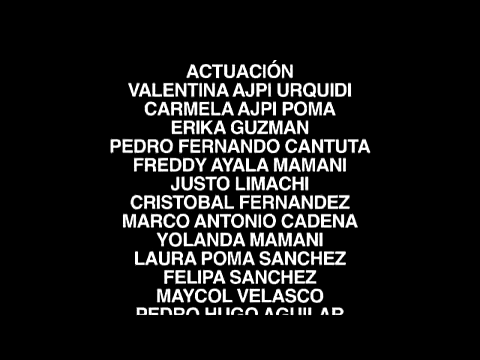 ACTUACIÓN
VALENTINA AJPI URQUIDI
CARMELA AJPI POMA
ERIKA GUZMAN
PEDRO FERNANDO CANTUTA
FREDDY AYALA MAMANI
JUSTO LIMACHI
CRISTOBAL FERNANDEZ
MARCO ANTONIO CADENA
YOLANDA MAMANI
LAURA POMA SANCHEZ
FELIPA SANCHEZ
MAYCOL VELASCO
PEDRO HUGO AGUILAR